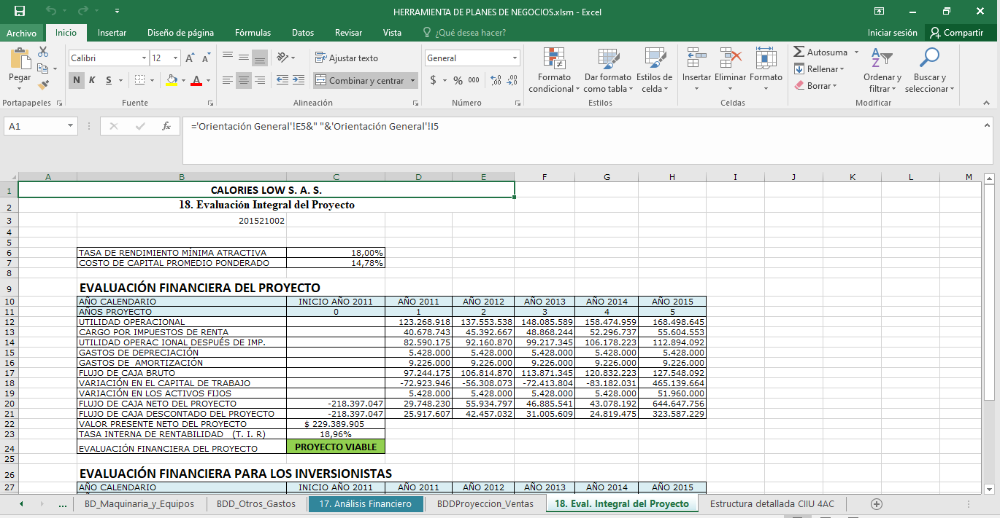 HERRAMIENTA DE PLANES DE NEGOCIOS.xlsm - Excel
Archivo Inicio Insertar Diseño de página Fórmulas Datos Revisar Vista ¿Qué desea hacer? Iniciar sesión Compartir
Pegar
Calibri 12
N K S
Ajustar texto
Combinar y centrar
General
$ % 000
Formato condicional
Dar formato como tabla
Estilos de celda
Insertar Eliminar Formato
Autosuma
Rellenar
Borrar
Ordenar y filtrar
Buscar y seleccionar
Portapapeles Fuente Alineación Número Estilos Celdas Modificar
A1 fx ='Orientación General'!E5&" "&'Orientación General'!I5
A B C D E F G H I J K L M
1 CALORIES LOW S. A. S.
2 18. Evaluación Integral del Proyecto
3 201521002
4
5
6 TASA DE RENDIMIENTO MÍNIMA ATRACTIVA 18,00%
7 COSTO DE CAPITAL PROMEDIO PONDERADO 14,78%
8
9 EVALUACIÓN FINANCIERA DEL PROYECTO
10 AÑO CALENDARIO INICIO AÑO 2011 AÑO 2011 AÑO 2012 AÑO 2013 AÑO 2014 AÑO 2015
11 AÑOS PROYECTO 0 1 2 3 4 5
12 UTILIDAD OPERACIONAL 123.268.918 137.553.538 148.085.589 158.474.959 168.498.645
13 CARGO POR IMPUESTOS DE RENTA 40.678.743 45.392.667 48.868.244 52.296.737 55.604.553
14 UTILIDAD OPERAC IONAL DESPUÉS DE IMP. 82.590.175 92.160.870 99.217.345 106.178.223 112.894.092
15 GASTOS DE DEPRECIACIÓN 5.428.000 5.428.000 5.428.000 5.428.000 5.428.000
16 GASTOS DE AMORTIZACIÓN 9.226.000 9.226.000 9.226.000 9.226.000 9.226.000
17 FLUJO DE CAJA BRUTO 97.244.175 106.814.870 113.871.345 120.832.223 127.548.092
18 VARIACIÓN EN EL CAPITAL DE TRABAJO -72.923.946 -56.308.073 -72.413.804 -83.182.031 465.139.664
19 VARIACIÓN EN LOS ACTIVOS FIJOS 5.428.000 5.428.000 5.428.000 5.428.000 51.960.000
20 FLUJO DE CAJA NETO DEL PROYECTO -218.397.047 29.748.230 55.934.797 46.885.541 43.078.192 644.647.756
21 FLUJO DE CAJA DESCONTADO DEL PROYECTO -218.397.047 25.917.607 42.457.032 31.005.609 24.819.475 323.587.229
22 VALOR PRESENTE NETO DEL PROYECTO $ 229.389.905
23 TASA INTERNA DE RENTABILIDAD (T. I. R) 18,96%
24 EVALUACIÓN FINANCIERA DEL PROYECTO PROYECTO VIABLE
25
26 EVALUACIÓN FINANCIERA PARA LOS INVERSIONISTAS
27 AÑO CALENDARIO INICIO AÑO 2011 AÑO 2011 AÑO 2012 AÑO 2013 AÑO 2014 AÑO 2015
... BD_Maquinaria_y_Equipos BDD_Otros_Gastos 17. Análisis Financiero BDDProyeccion_Ventas 18. Eval. Integral del Proyecto Estructura detallada CIIU 4AC